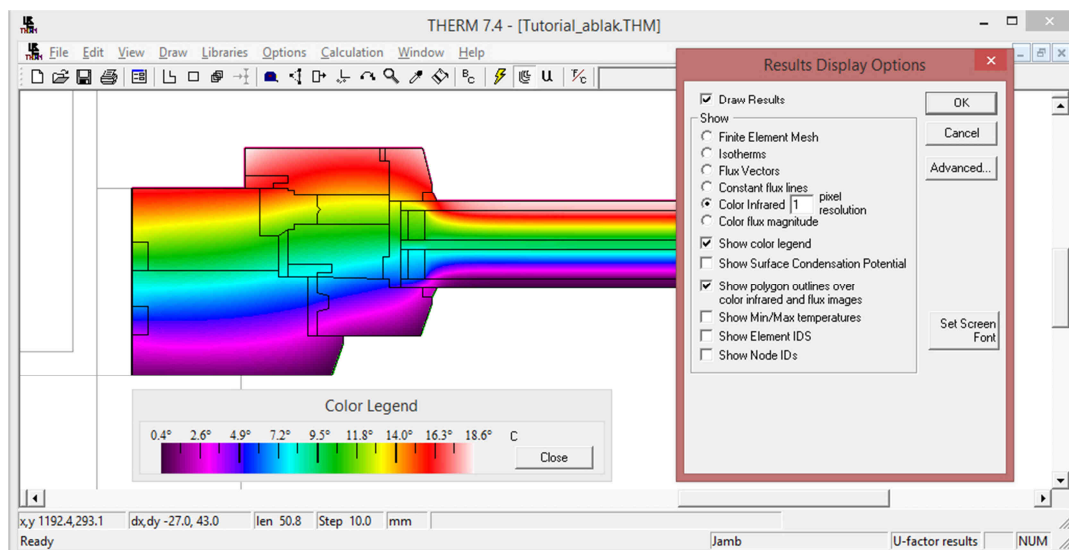 THERM 7.4 - [Tutorial_ablak.THM]
File Edit View Draw Libraries Options Calculation Window Help
BC U F/C
Results Display Options
Draw Results
OK
Show
Finite Element Mesh
Cancel
Isotherms
Flux Vectors
Advanced...
Constant flux lines
Color Infrared 1 pixel resolution
Color flux magnitude
Show color legend
Show Surface Condensation Potential
Show polygon outlines over
color infrared and flux images
Show Min/Max temperatures
Show Element IDS
Show Node IDs
Set Screen
Font
Color Legend
0.4° 2.6° 4.9° 7.2° 9.5° 11.8° 14.0° 16.3° 18.6° C
Close
x,y 1192.4,293.1 dx,dy -27.0, 43.0 len 50.8 Step 10.0 mm
Ready Jamb U-factor results NUM